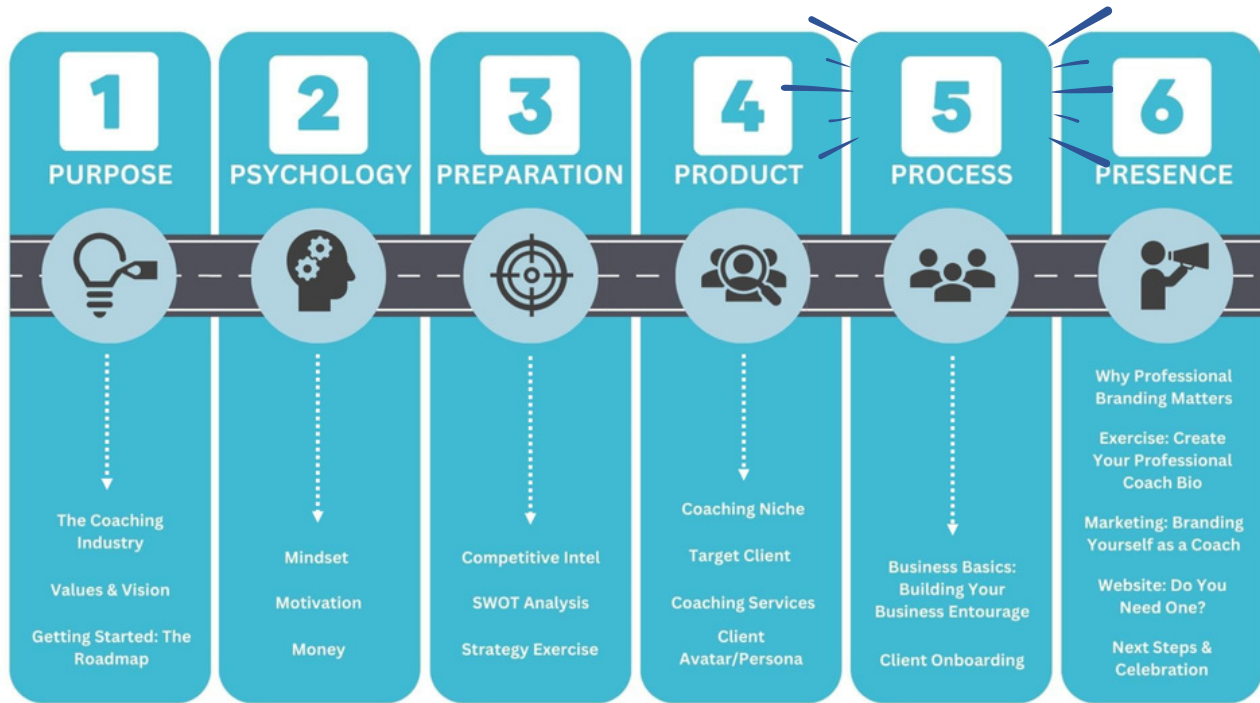 1
PURPOSE
The Coaching
Industry
Values & Vision
Getting Started: The
Roadmap
2
PSYCHOLOGY
Mindset
Motivation
Money
3
PREPARATION
Competitive Intel
SWOT Analysis
Strategy Exercise
4
PRODUCT
Coaching Niche
Target Client
Coaching Services
Client
Avatar/Persona
5
PROCESS
Business Basics:
Building Your
Business Entourage
Client Onboarding
6
PRESENCE
Why Professional
Branding Matters
Exercise: Create
Your Professional
Coach Bio
Marketing: Branding
Yourself as a Coach
Website: Do You
Need One?
Next Steps &
Celebration